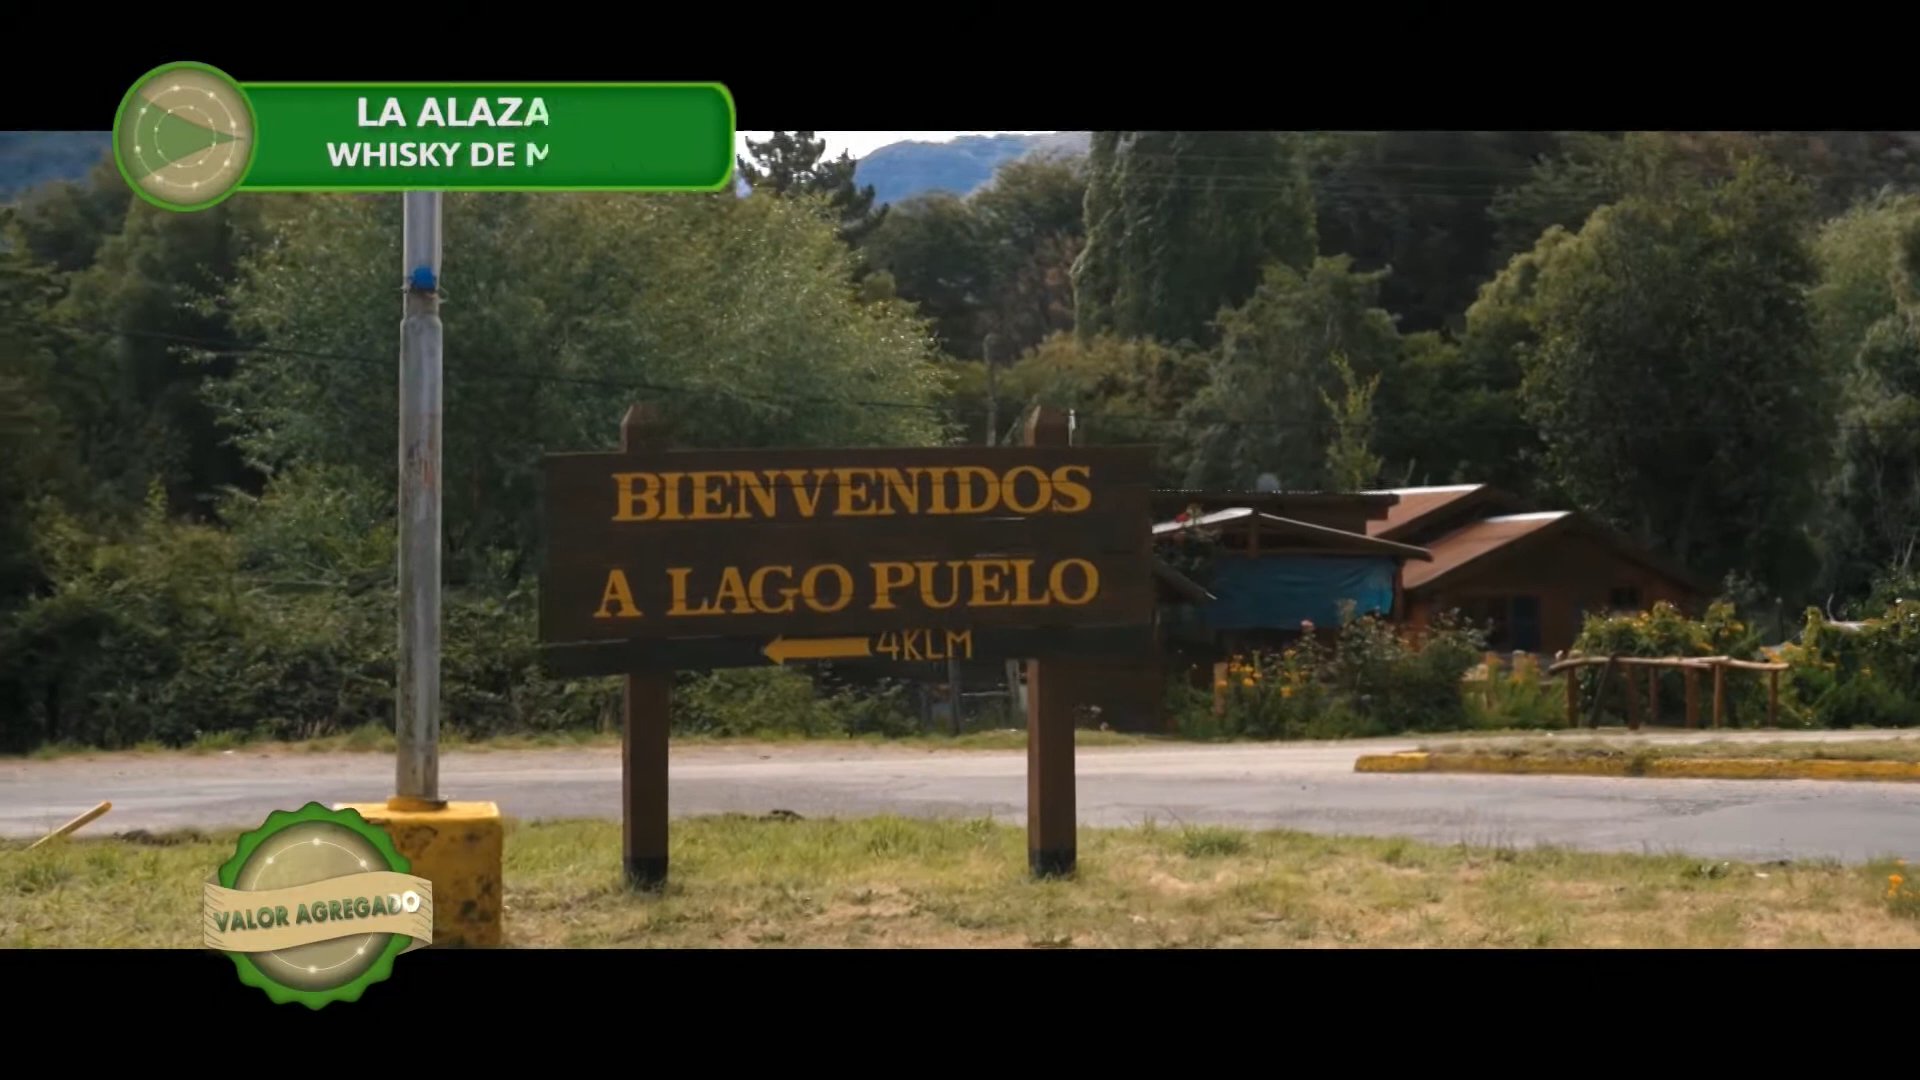 LA ALAZA
WHISKY DE M
BIENVENIDOS
A LAGO PUELO
4KLM
VALOR AGREGADO